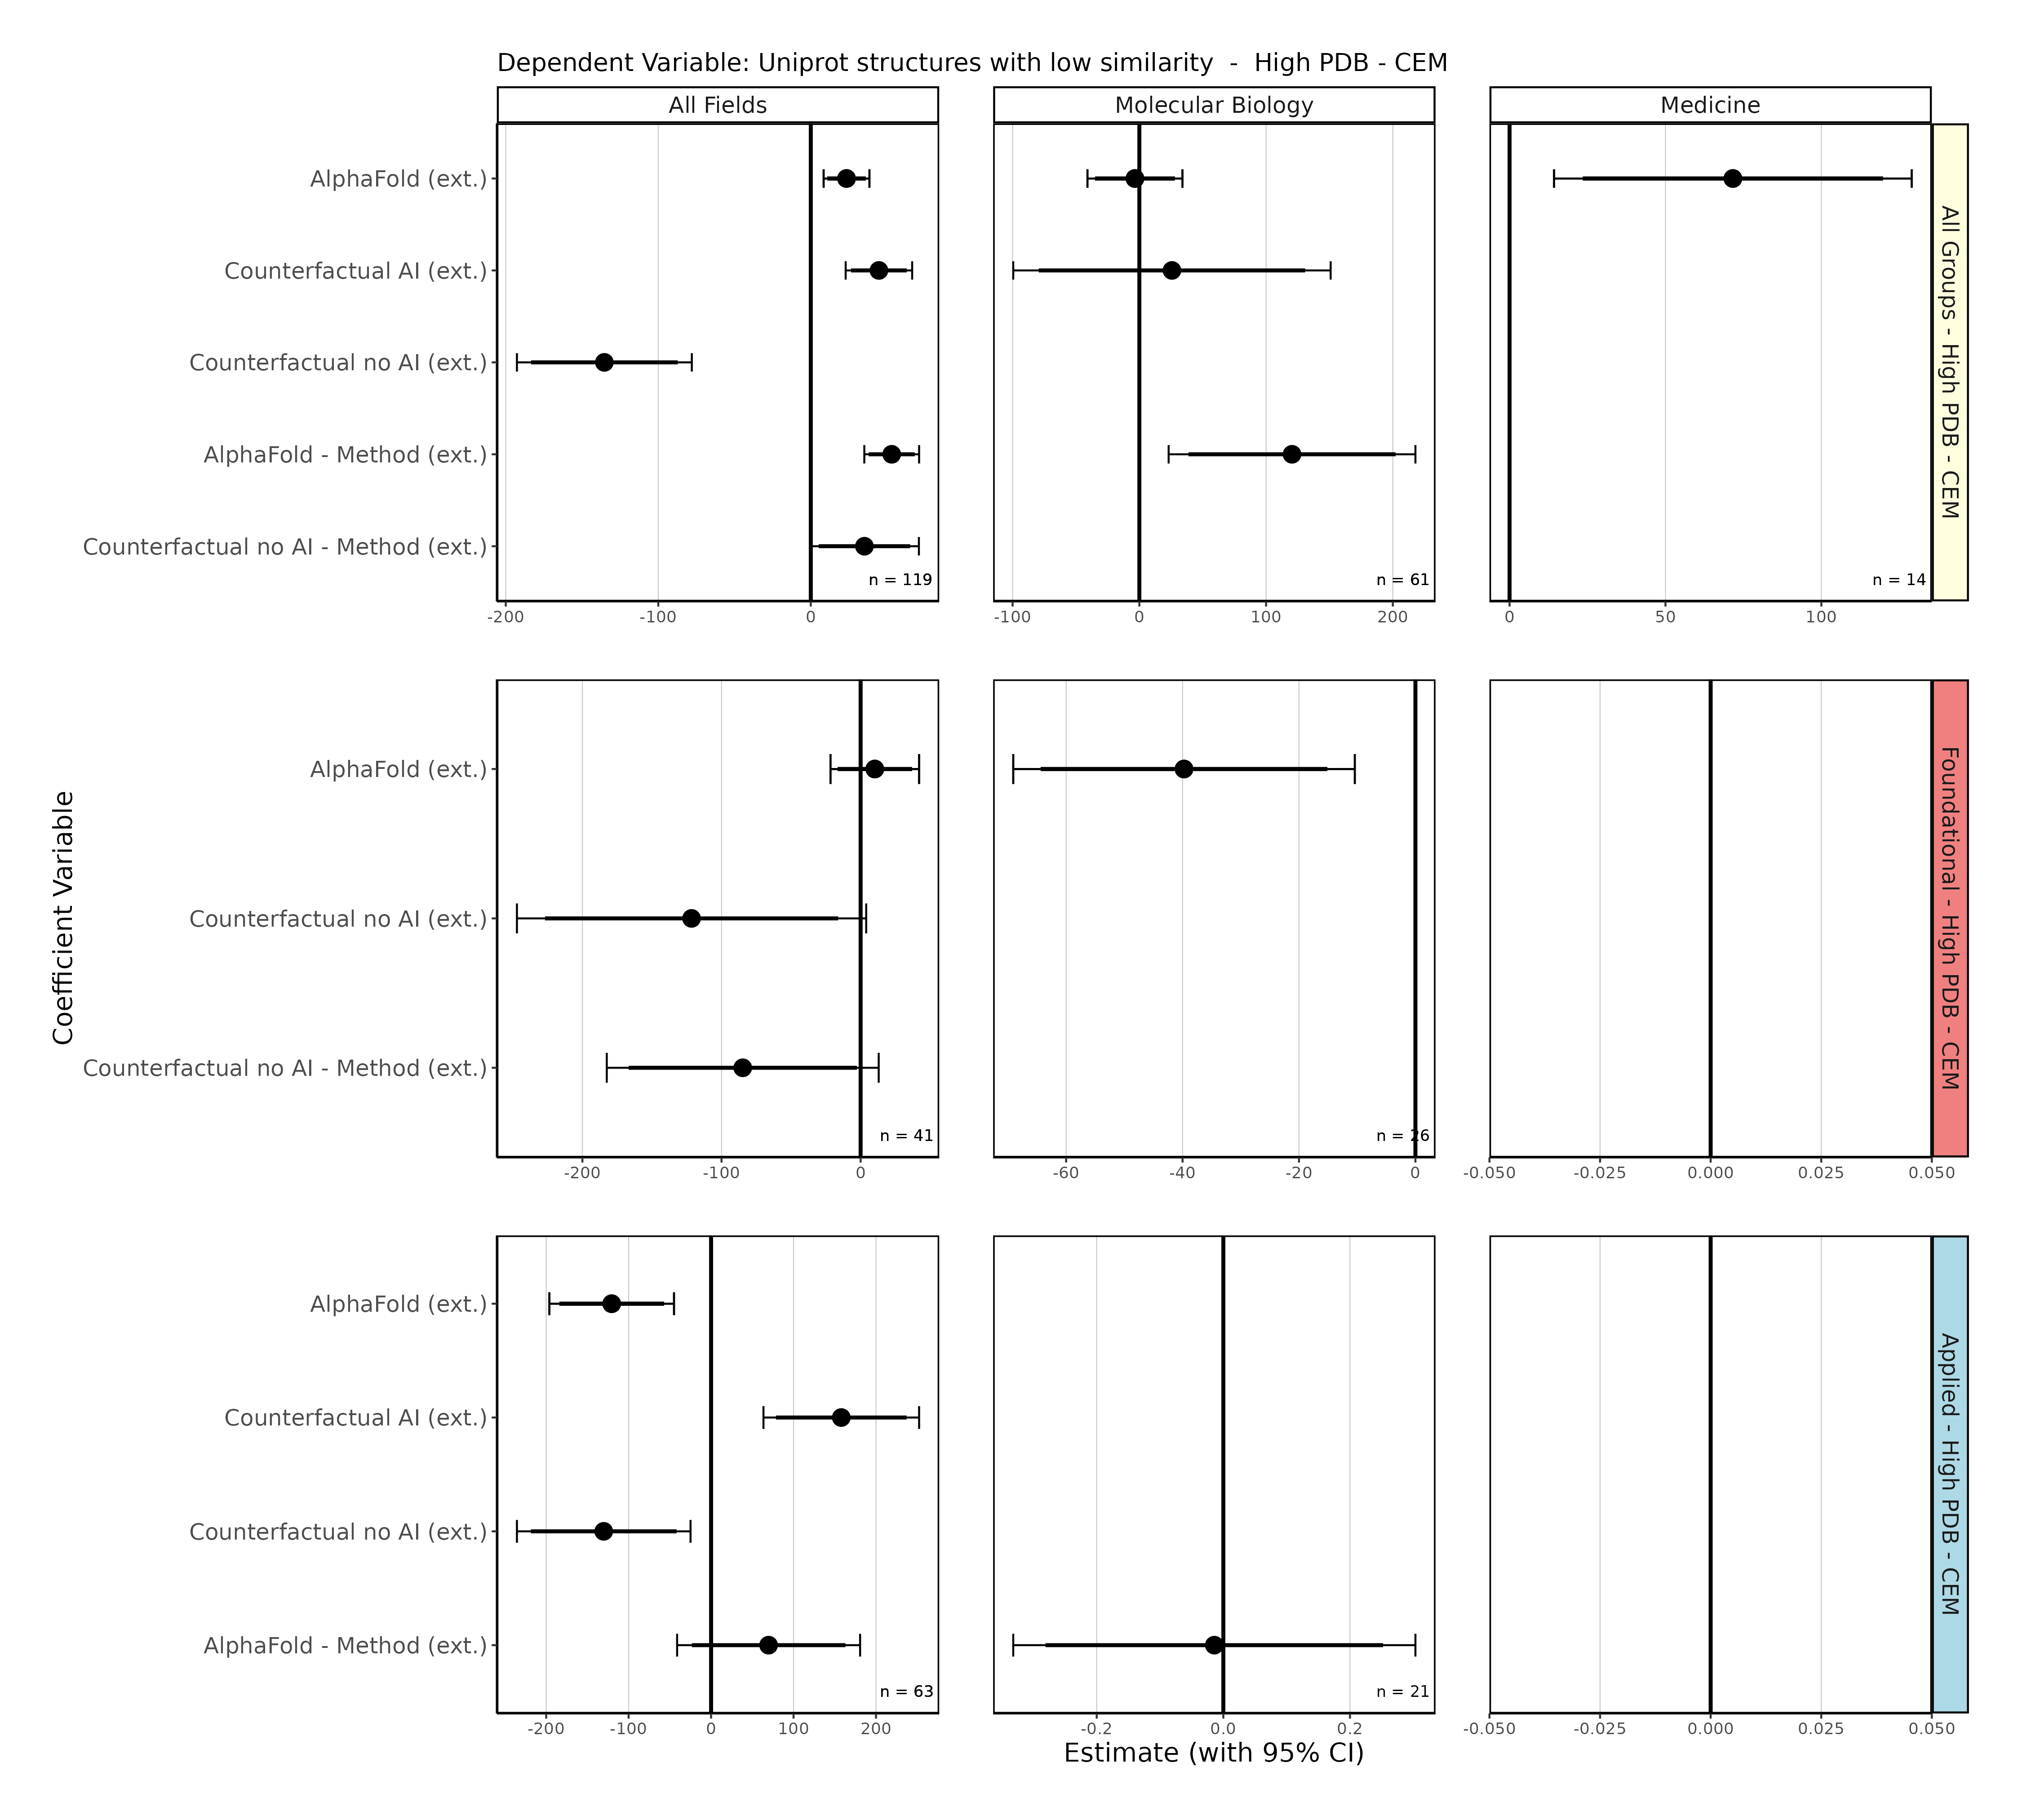 Dependent Variable: Uniprot structures with low similarity  -  High PDB - CEM
All Fields
Molecular Biology
Medicine
AlphaFold (ext.)
Counterfactual AI (ext.)
Counterfactual no AI (ext.)
AlphaFold - Method (ext.)
Counterfactual no AI - Method (ext.)
n = 119
n = 61
n = 14
All Groups - High PDB - CEM
-200 -100 0
-100 0 100 200
0 50 100
Coefficient Variable
AlphaFold (ext.)
Counterfactual no AI (ext.)
Counterfactual no AI - Method (ext.)
n = 41
n = 26
Foundational - High PDB - CEM
-200 -100 0
-60 -40 -20 0
-0.050 -0.025 0.000 0.025 0.050
AlphaFold (ext.)
Counterfactual AI (ext.)
Counterfactual no AI (ext.)
AlphaFold - Method (ext.)
n = 63
n = 21
Applied - High PDB - CEM
-200 -100 0 100 200
-0.2 0.0 0.2
-0.050 -0.025 0.000 0.025 0.050
Estimate (with 95% CI)